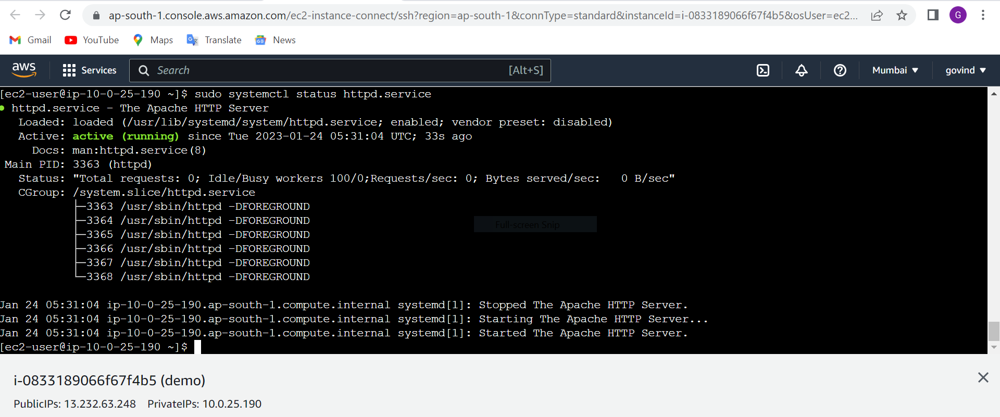 ap-south-1.console.aws.amazon.com/ec2-instance-connect/ssh?region=ap-south-1&connType=standard&instanceId=i-0833189066f67f4b5&osUser=ec2...
G
Gmail YouTube Maps Translate News
aws Services Search [Alt+S] Mumbai govind
[ec2-user@ip-10-0-25-190 ~]$ sudo systemctl status httpd.service
● httpd.service - The Apache HTTP Server
   Loaded: loaded (/usr/lib/systemd/system/httpd.service; enabled; vendor preset: disabled)
   Active: active (running) since Tue 2023-01-24 05:31:04 UTC; 33s ago
     Docs: man:httpd.service(8)
 Main PID: 3363 (httpd)
   Status: "Total requests: 0; Idle/Busy workers 100/0;Requests/sec: 0; Bytes served/sec:   0 B/sec"
   CGroup: /system.slice/httpd.service
           ├─3363 /usr/sbin/httpd -DFOREGROUND
           ├─3364 /usr/sbin/httpd -DFOREGROUND
           ├─3365 /usr/sbin/httpd -DFOREGROUND
           ├─3366 /usr/sbin/httpd -DFOREGROUND
           ├─3367 /usr/sbin/httpd -DFOREGROUND
           └─3368 /usr/sbin/httpd -DFOREGROUND
Full-screen Snip
Jan 24 05:31:04 ip-10-0-25-190.ap-south-1.compute.internal systemd[1]: Stopped The Apache HTTP Server.
Jan 24 05:31:04 ip-10-0-25-190.ap-south-1.compute.internal systemd[1]: Starting The Apache HTTP Server...
Jan 24 05:31:04 ip-10-0-25-190.ap-south-1.compute.internal systemd[1]: Started The Apache HTTP Server.
[ec2-user@ip-10-0-25-190 ~]$
i-0833189066f67f4b5 (demo)
PublicIPs: 13.232.63.248 PrivateIPs: 10.0.25.190